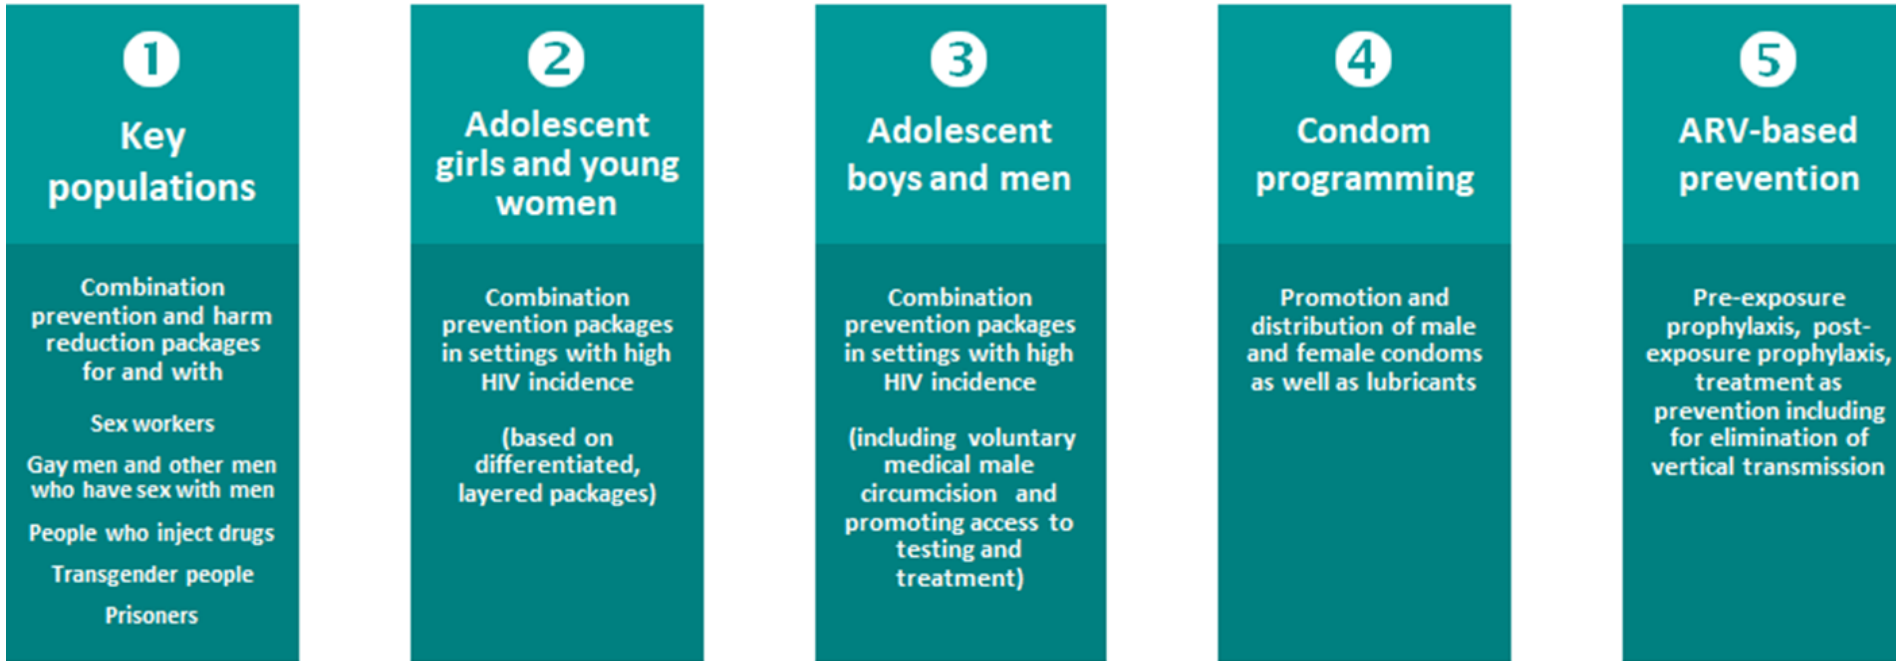 1
Key
populations
Combination
prevention and harm
reduction packages
for and with
Sex workers
Gay men and other men
who have sex with men
People who inject drugs
Transgender people
Prisoners
2
Adolescent
girls and young
women
Combination
prevention packages
in settings with high
HIV incidence
(based on
differentiated,
layered packages)
3
Adolescent
boys and men
Combination
prevention packages
in settings with high
HIV incidence
(including voluntary
medical male
circumcision and
promoting access to
testing and
treatment)
4
Condom
programming
Promotion and
distribution of male
and female condoms
as well as lubricants
5
ARV-based
prevention
Pre-exposure
prophylaxis, post-
exposure prophylaxis,
treatment as
prevention including
for elimination of
vertical transmission